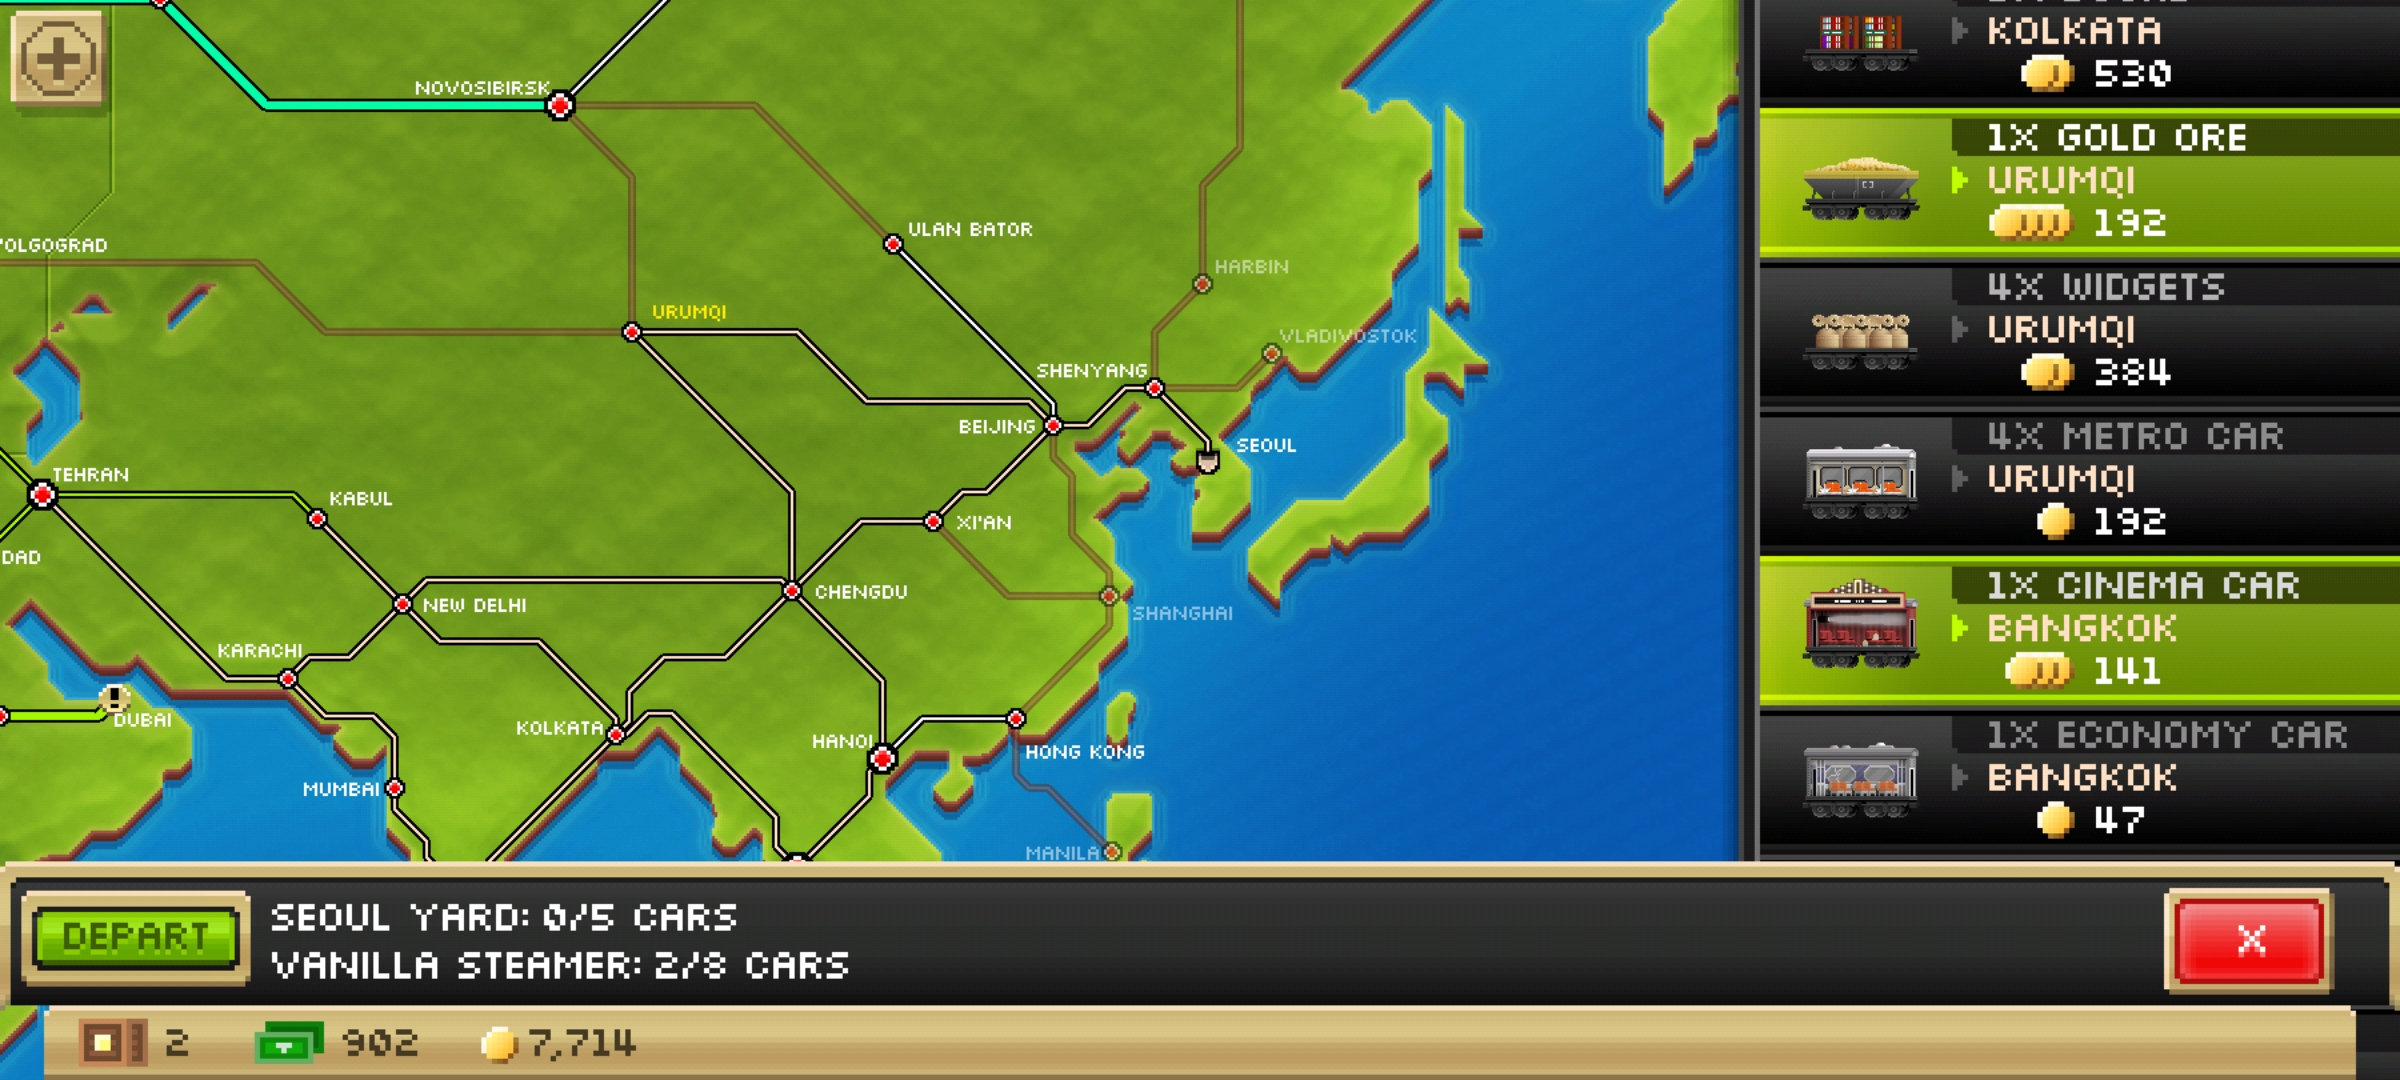 NOVOSIBIRSK
ULAN BATOR
'OLGOGRAD
HARBIN
URUMQI
VLADIVOSTOK
SHENYANG
BEIJING
SEOUL
TEHRAN
KABUL
XI'AN
DAD
NEW DELHI
CHENGDU
SHANGHAI
KARACHI
DUBAI
KOLKATA
HANOI
HONG KONG
MUMBAI
MANILA
KOLKATA
530
1X GOLD ORE
URUMQI
192
4X WIDGETS
URUMQI
384
4X METRO CAR
URUMQI
192
1X CINEMA CAR
BANGKOK
141
1X ECONOMY CAR
BANGKOK
47
DEPART
SEOUL YARD: 0/5 CARS
VANILLA STEAMER: 2/8 CARS
X
2
902
7,714